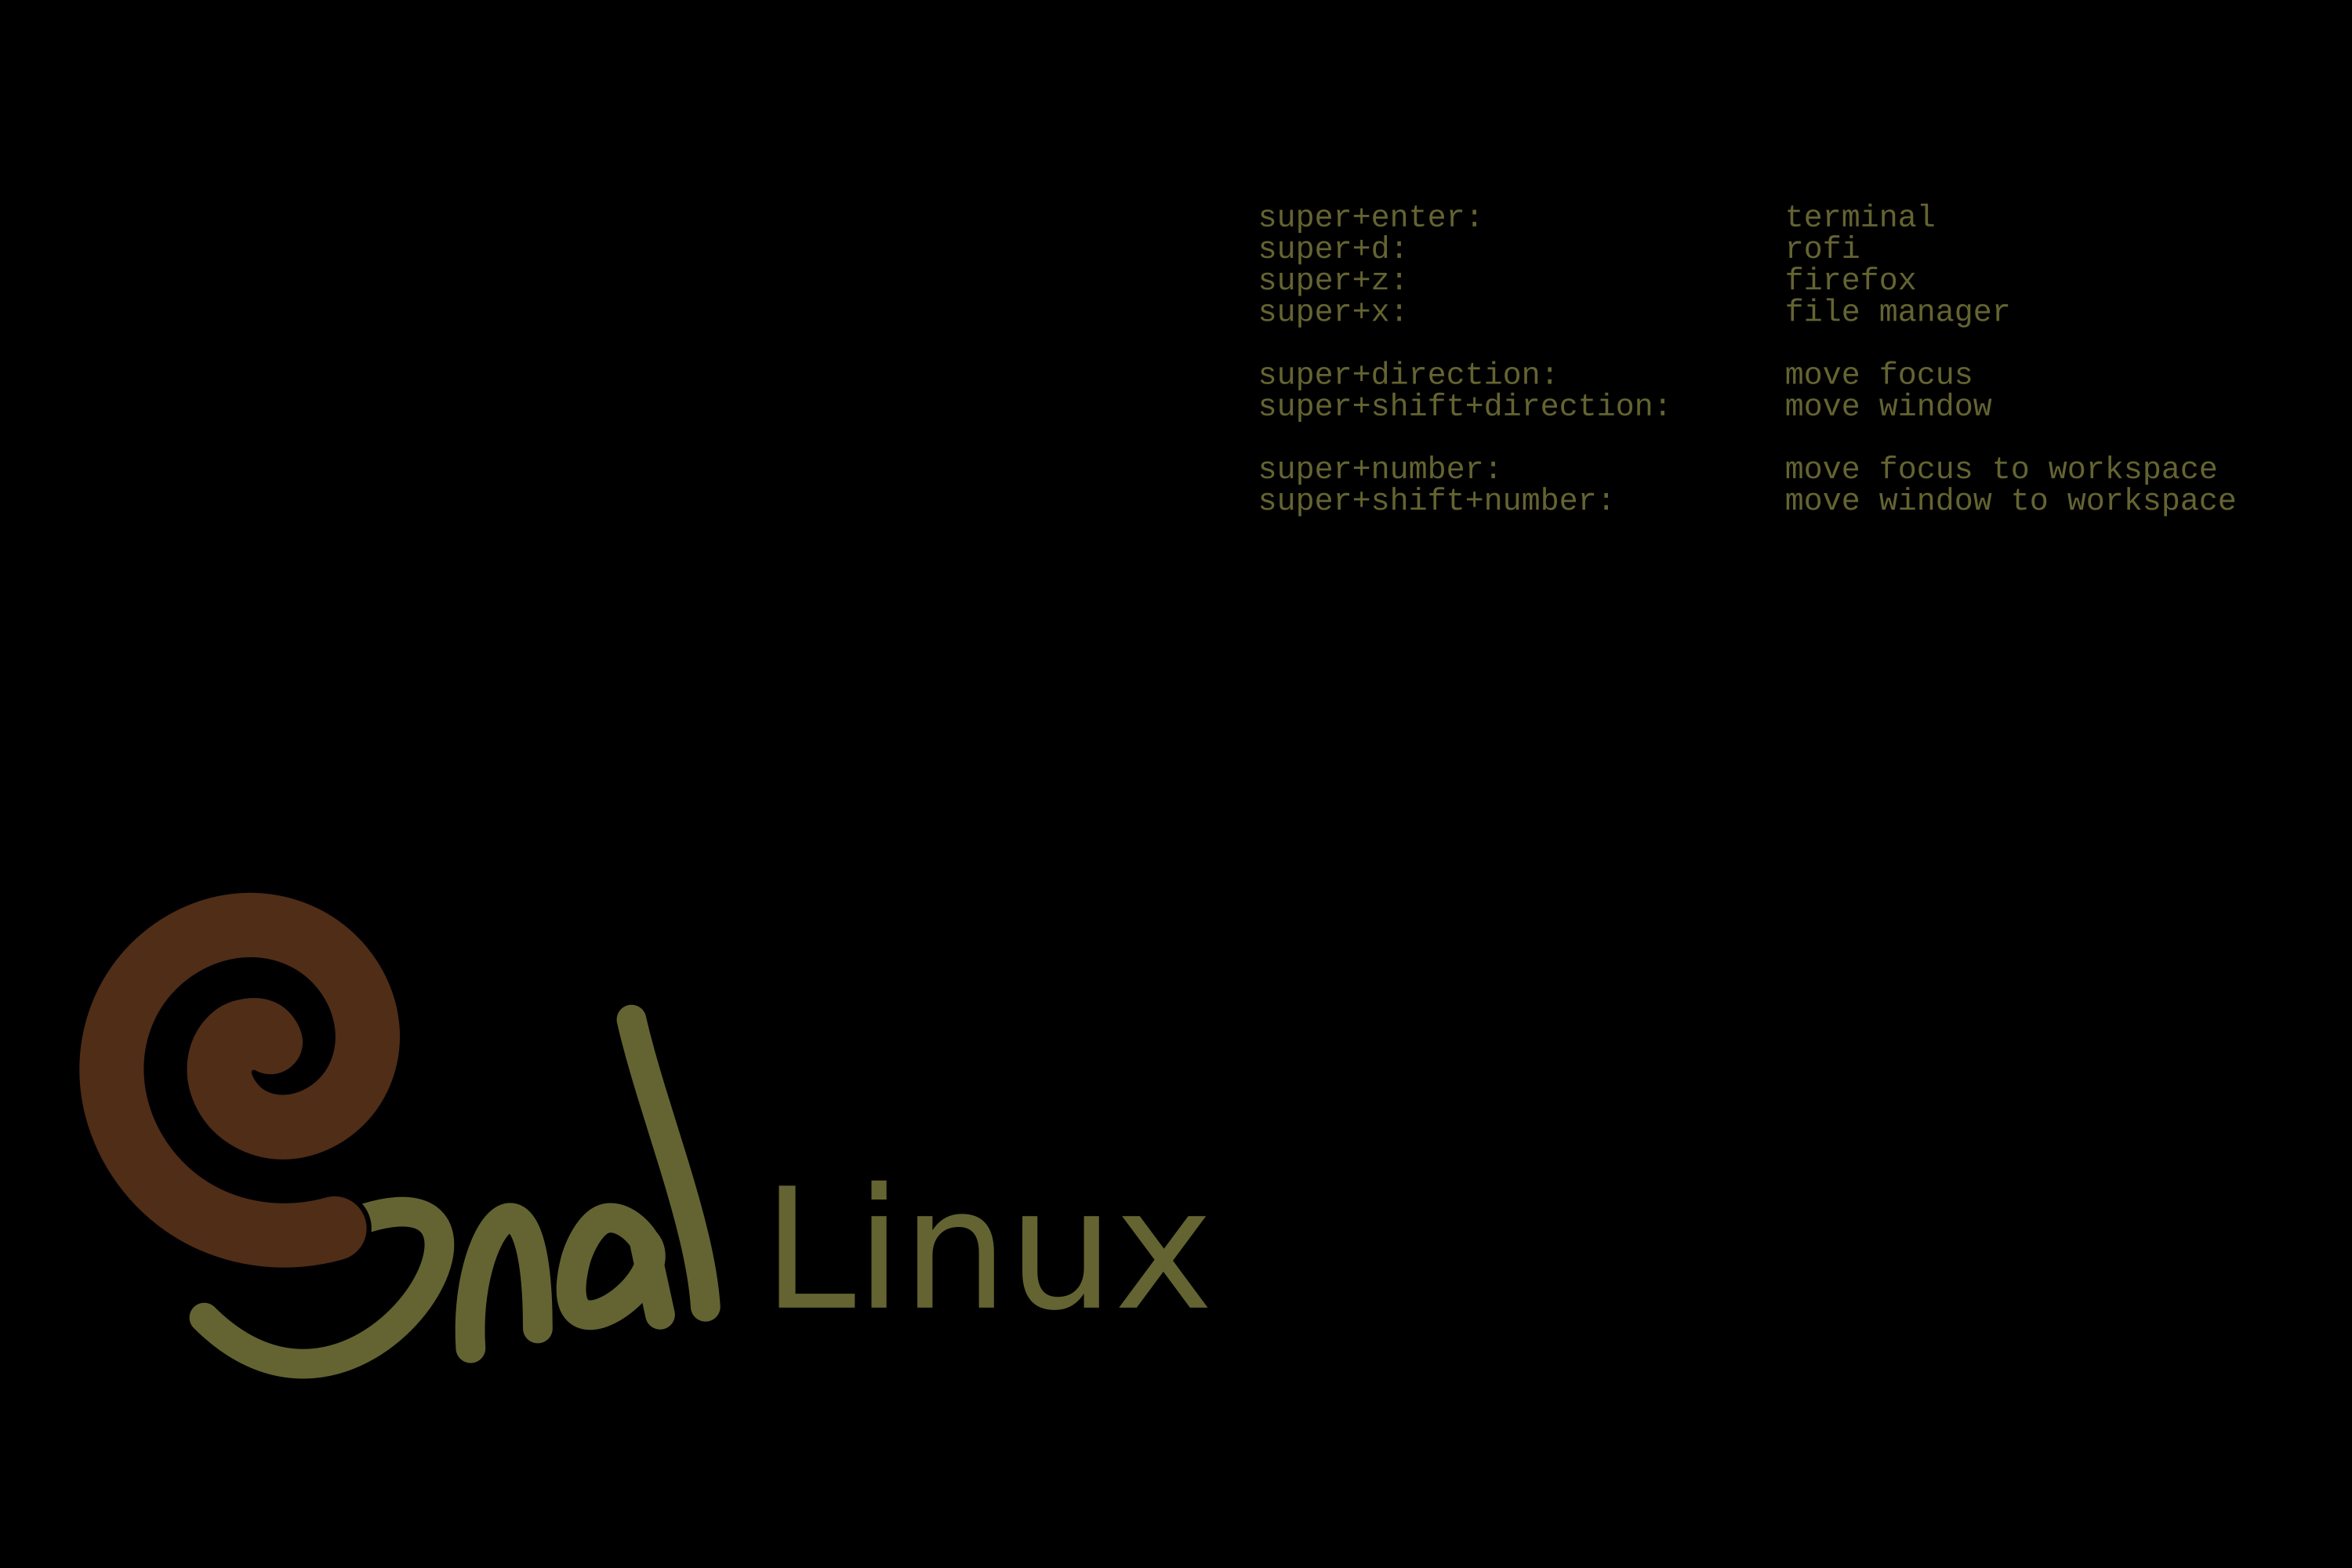 super+enter: terminal
super+d: rofi
super+z: firefox
super+x: file manager
super+direction: move focus
super+shift+direction: move window
super+number: move focus to workspace
super+shift+number: move window to workspace
Snal Linux